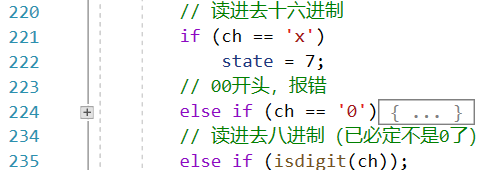 220 // 读进去十六进制
221 if (ch == 'x')
222 state = 7;
223 // 00开头，报错
224 else if (ch == '0') { ... }
234 // 读进去八进制（已必定不是0了）
235 else if (isdigit(ch));